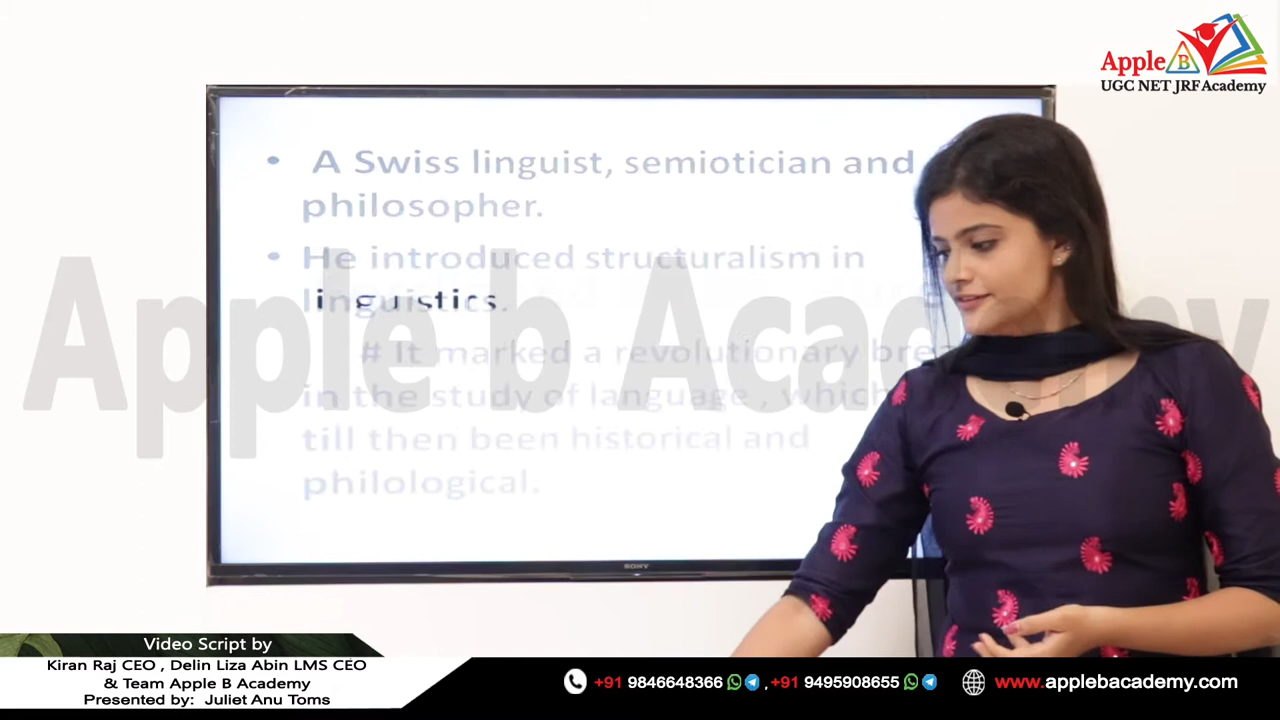 Apple B
UGC NET JRF Academy
• A Swiss linguist, semiotician and
philosopher.
• He introduced structuralism in
linguistics.
# It marked a revolutionary
in the study of language , which
till then been historical and
philological.
Apple b Academy
SONY
Video Script by
Kiran Raj CEO , Delin Liza Abin LMS CEO
& Team Apple B Academy
Presented by: Juliet Anu Toms
+91 9846648366 , +91 9495908655 www.applebacademy.com